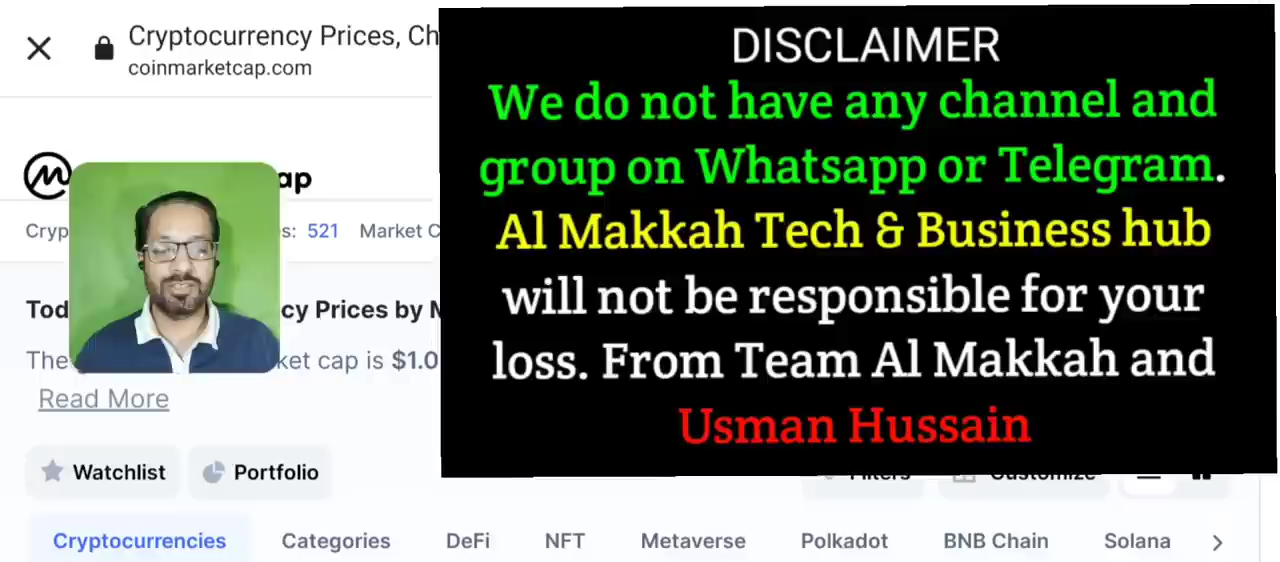 Cryptocurrency Prices, Ch
coinmarketcap.com
DISCLAIMER
We do not have any channel and
group on Whatsapp or Telegram.
Al Makkah Tech & Business hub
will not be responsible for your
loss. From Team Al Makkah and
Usman Hussain
ap
Cryp s: 521 Market C
Tod cy Prices by M
The ket cap is $1.0
Read More
Watchlist Portfolio Filters Customize
Cryptocurrencies Categories DeFi NFT Metaverse Polkadot BNB Chain Solana